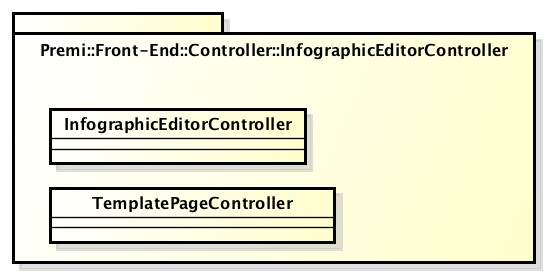 Premi::Front-End::Controller::InfographicEditorController
InfographicEditorController
TemplatePageController